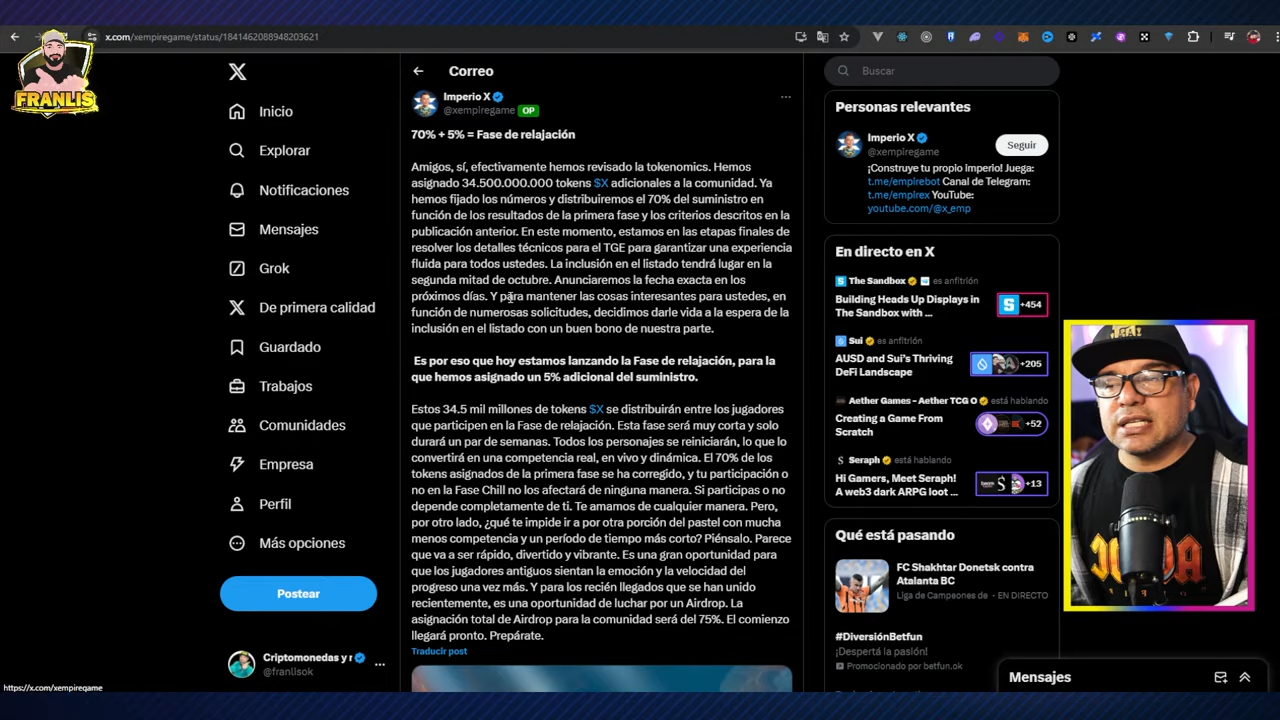 x.com/xempiregame/status/1841462088948203621
FRANLIS
Inicio
Explorar
Notificaciones
Mensajes
Grok
De primera calidad
Guardado
Trabajos
Comunidades
Empresa
Perfil
Más opciones
Postear
Criptomonedas y r
@franlisok
https://x.com/xempiregame
Correo
Imperio X
@xempiregame OP
70% + 5% = Fase de relajación
Amigos, sí, efectivamente hemos revisado la tokenomics. Hemos
asignado 34.500.000.000 tokens $X adicionales a la comunidad. Ya
hemos fijado los números y distribuiremos el 70% del suministro en
función de los resultados de la primera fase y los criterios descritos en la
publicación anterior. En este momento, estamos en las etapas finales de
resolver los detalles técnicos para el TGE para garantizar una experiencia
fluida para todos ustedes. La inclusión en el listado tendrá lugar en la
segunda mitad de octubre. Anunciaremos la fecha exacta en los
próximos días. Y para mantener las cosas interesantes para ustedes, en
función de numerosas solicitudes, decidimos darle vida a la espera de la
inclusión en el listado con un buen bono de nuestra parte.
Es por eso que hoy estamos lanzando la Fase de relajación, para la
que hemos asignado un 5% adicional del suministro.
Estos 34.5 mil millones de tokens $X se distribuirán entre los jugadores
que participen en la Fase de relajación. Esta fase será muy corta y solo
durará un par de semanas. Todos los personajes se reiniciarán, lo que lo
convertirá en una competencia real, en vivo y dinámica. El 70% de los
tokens asignados de la primera fase se ha corregido, y tu participación o
no en la Fase Chill no los afectará de ninguna manera. Si participas o no
depende completamente de ti. Te amamos de cualquier manera. Pero,
por otro lado, ¿qué te impide ir a por otra porción del pastel con mucha
menos competencia y un período de tiempo más corto? Piénsalo. Parece
que va a ser rápido, divertido y vibrante. Es una gran oportunidad para
que los jugadores antiguos sientan la emoción y la velocidad del
progreso una vez más. Y para los recién llegados que se han unido
recientemente, es una oportunidad de luchar por un Airdrop. La
asignación total de Airdrop para la comunidad será del 75%. El comienzo
llegará pronto. Prepárate.
Traducir post
Buscar
Personas relevantes
Imperio X
@xempiregame
Seguir
¡Construye tu propio imperio! Juega:
t.me/empirebot Canal de Telegram:
t.me/empirex YouTube:
youtube.com/@x_emp
En directo en X
The Sandbox es anfitrión
Building Heads Up Displays in
The Sandbox with ...
+454
Sui es anfitrión
AUSD and Sui's Thriving
DeFi Landscape
+205
Aether Games – Aether TCG O está hablando
Creating a Game From
Scratch
+52
Seraph está hablando
Hi Gamers, Meet Seraph!
A web3 dark ARPG loot ...
+13
Qué está pasando
FC Shakhtar Donetsk contra
Atalanta BC
Liga de Campeones de EN DIRECTO
#DiversiónBetfun
¡Despertá la pasión!
Promocionado por betfun.ok
Mensajes